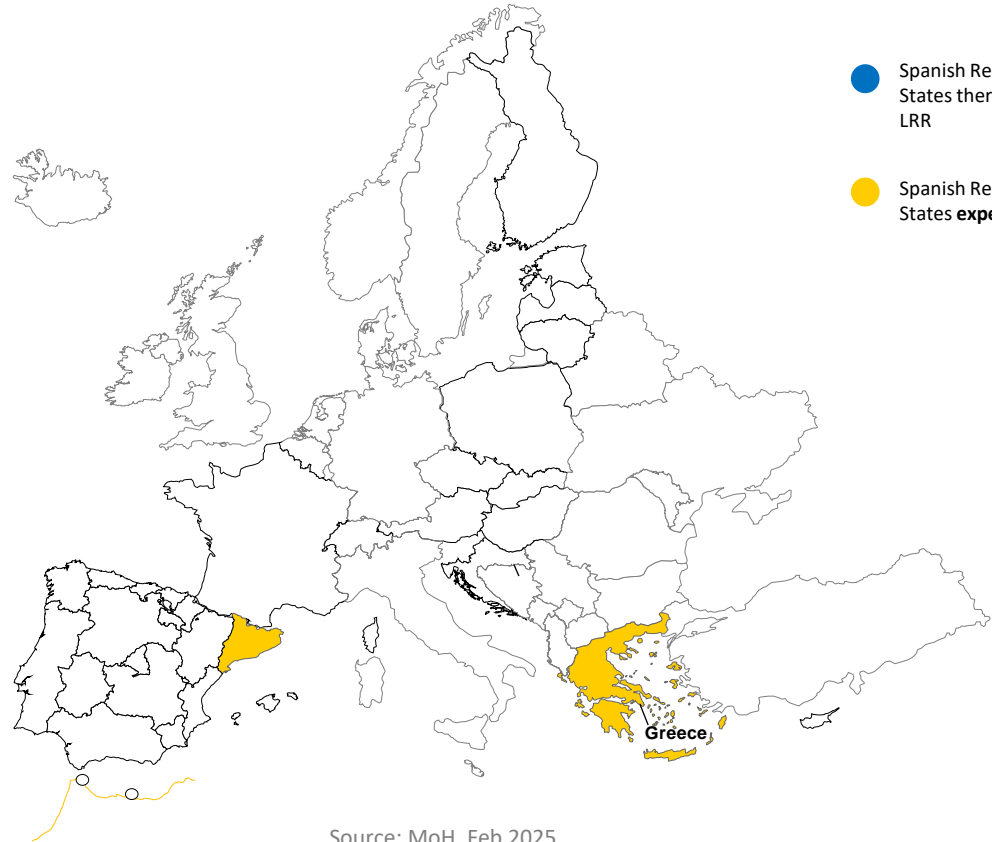 Spanish Re
States ther
LRR
Spanish Re
States expe
Greece
Source: MoH, Feb 2025